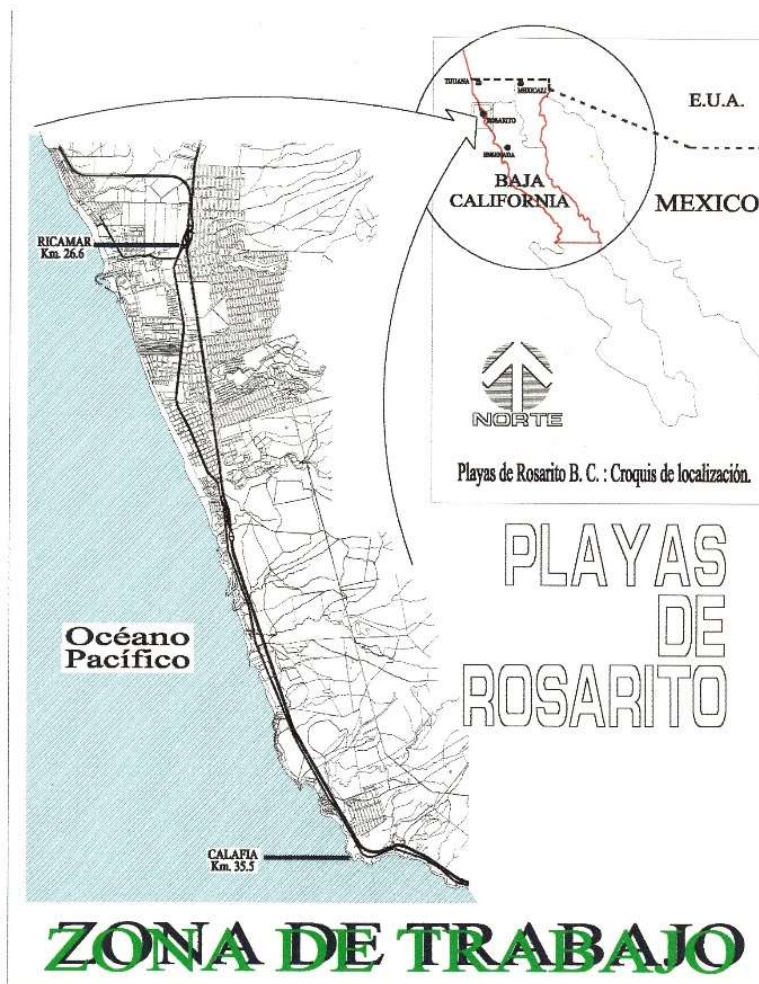 TIJUANA
MEXICALI
E.U.A.
ROSARITO
ENSENADA
BAJA
CALIFORNIA
MEXICO
RICAMAR
Km. 26.6
NORTE
Playas de Rosarito B. C. : Croquis de localización.
PLAYAS
DE
ROSARITO
Océano
Pacífico
CALAFIA
Km. 35.5
ZONA DE TRABAJO